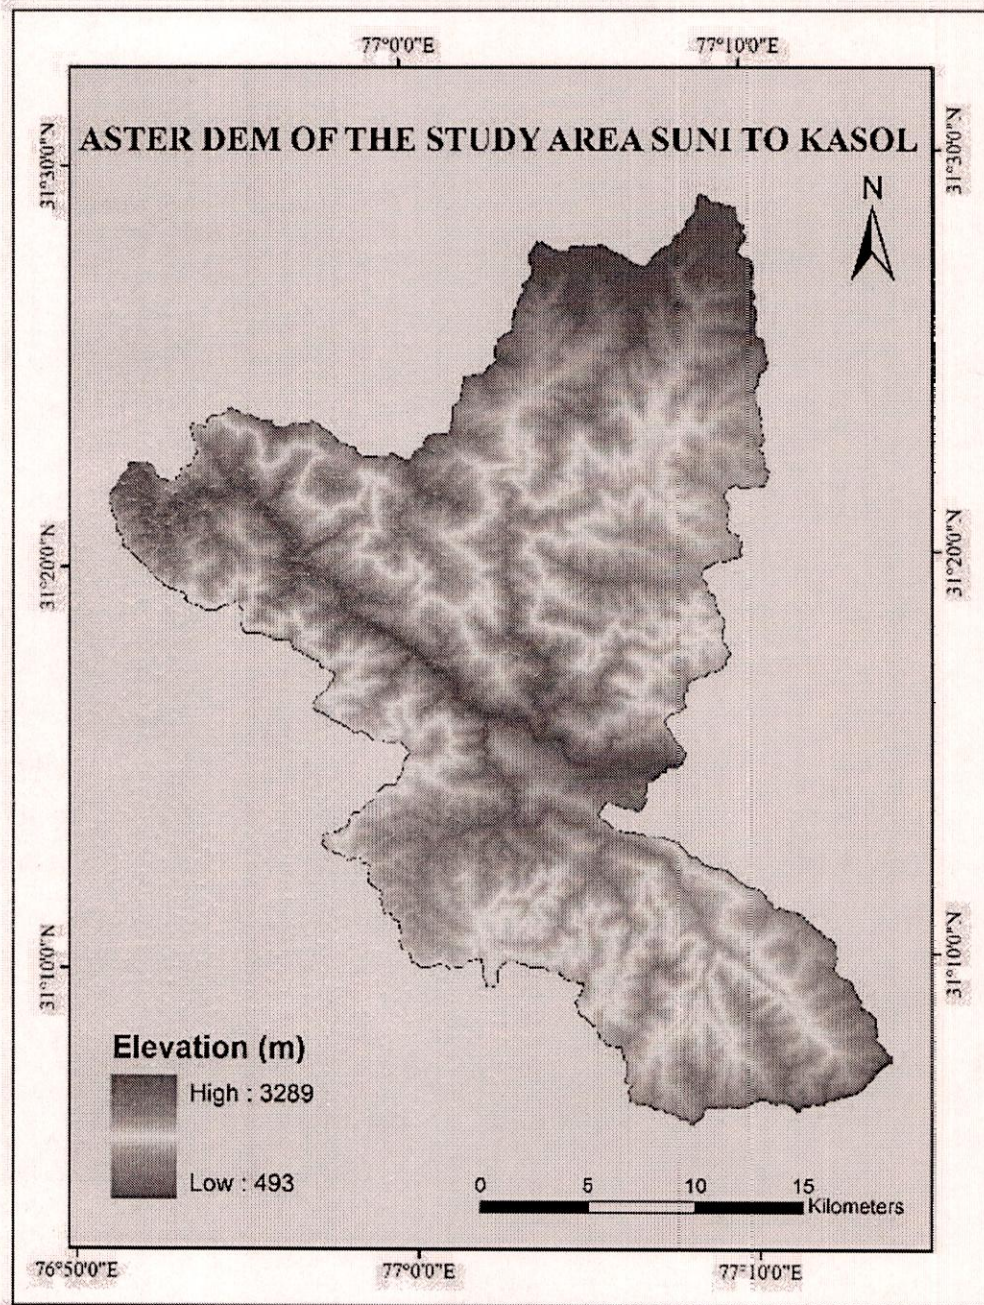 77°0'0"E 77°10'0"E
ASTER DEM OF THE STUDY AREA SUNI TO KASOL
31°30'0"N 31°30'0"N
N
31°20'0"N 31°20'0"N
31°10'0"N 31°10'0"N
Elevation (m)
High : 3289
Low : 493
0 5 10 15
Kilometers
76°50'0"E 77°0'0"E 77°10'0"E